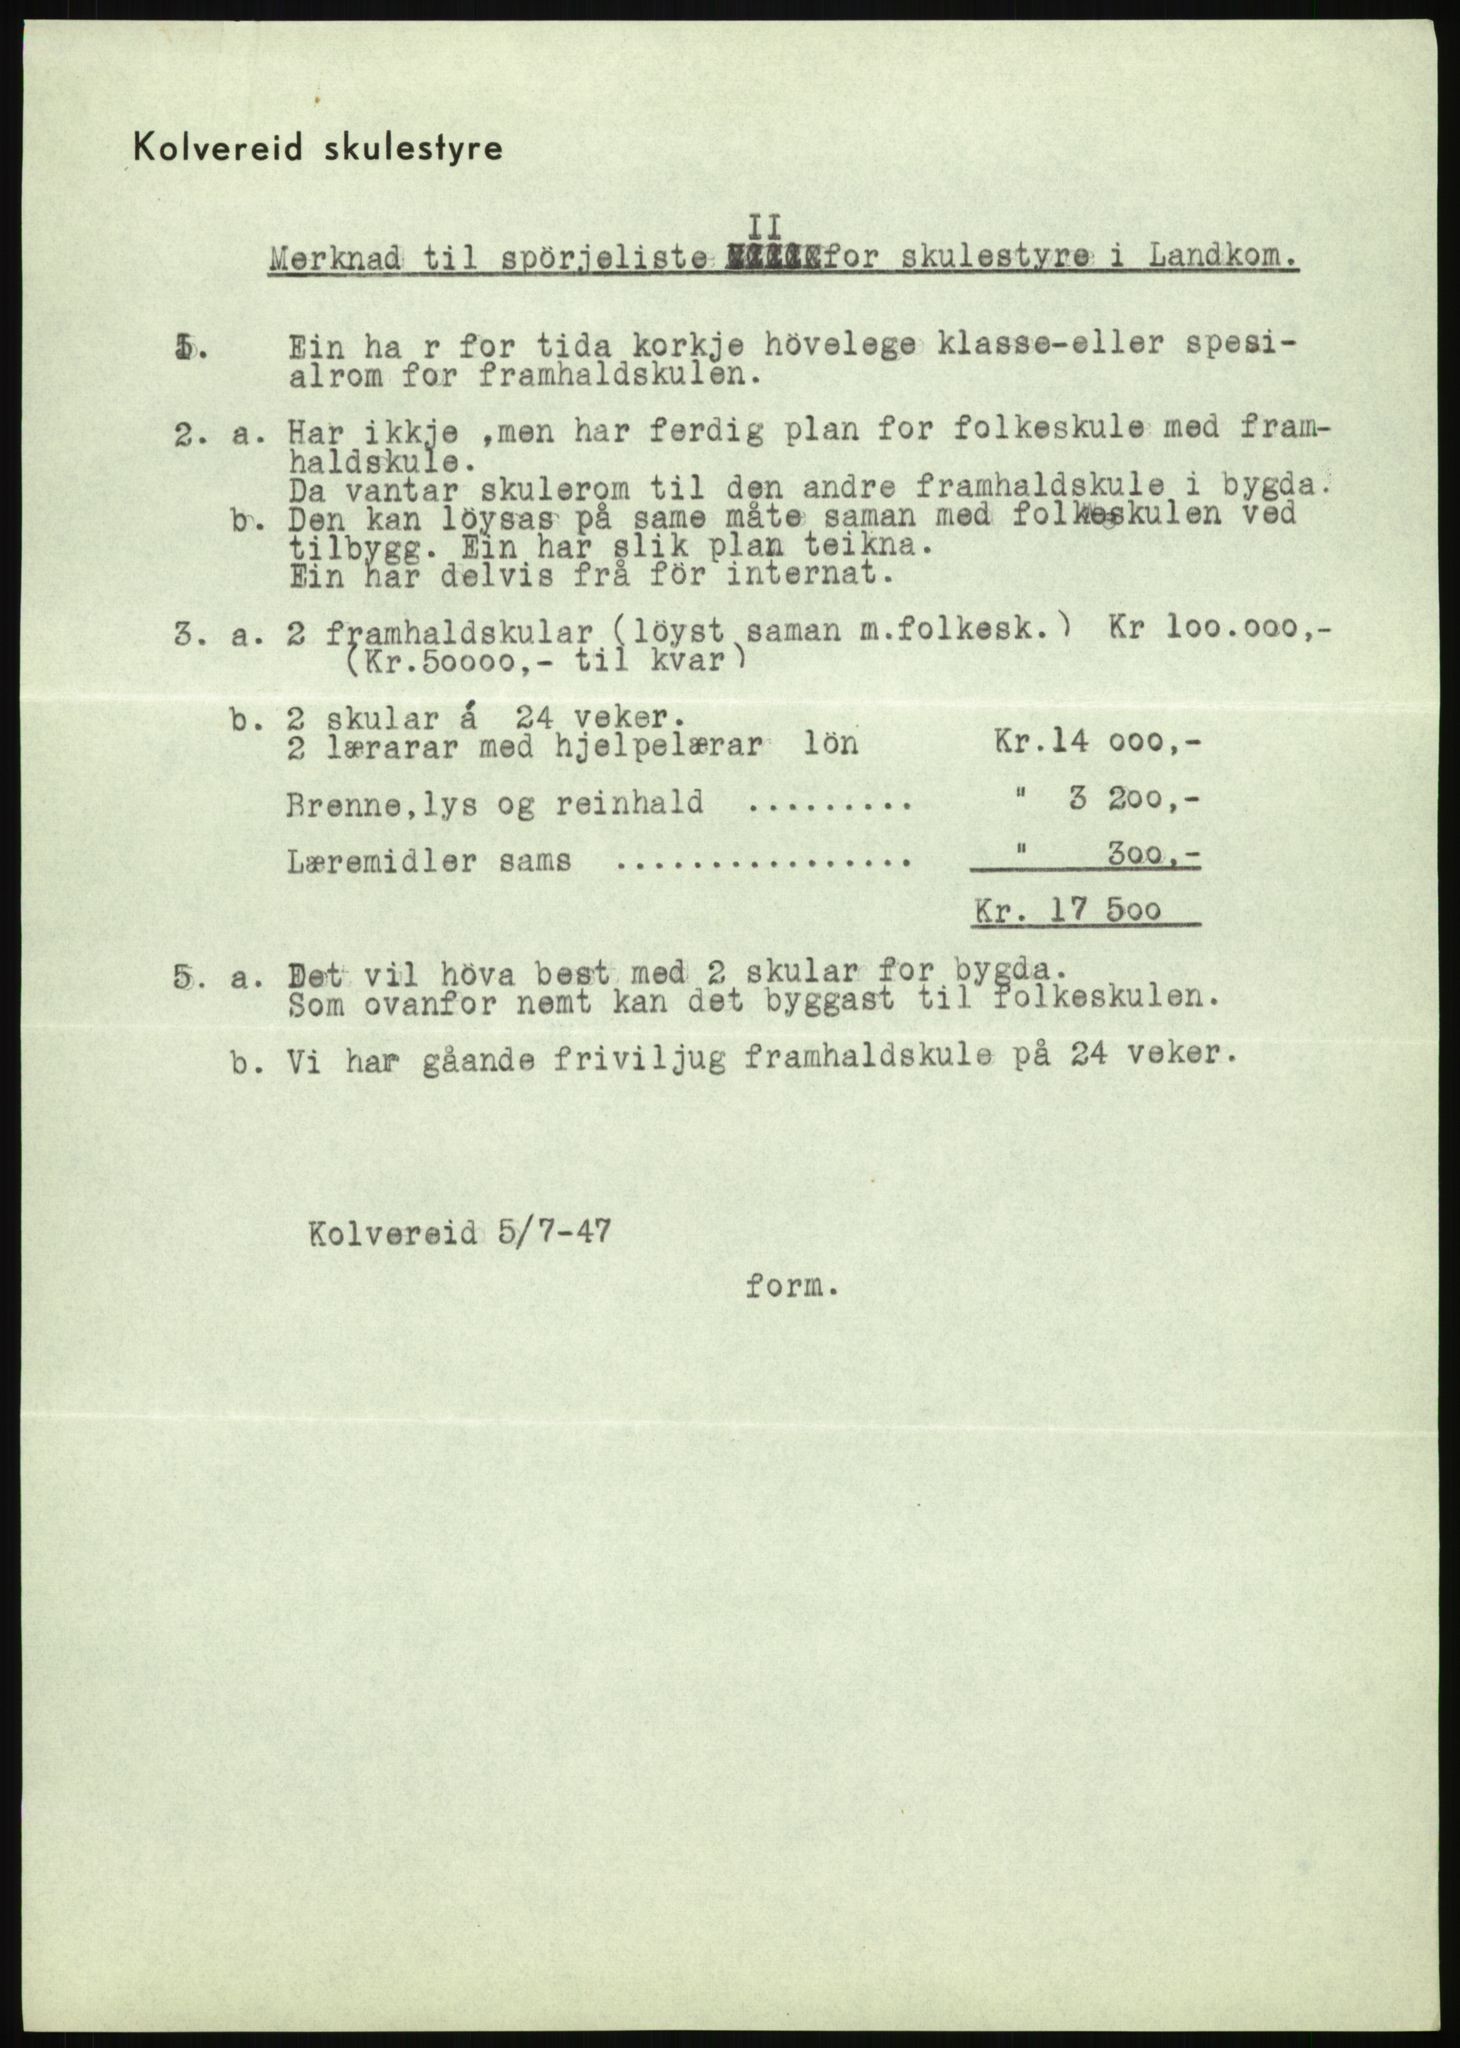 Kolvereid skulestyre
II
Merknad til spörjeliste for skulestyre i Landkom.
1. Ein ha r for tida korkje hövelege klasse-eller spesi-
alrom for framhaldskulen.
2. a. Har ikkje ,men har ferdig plan for folkeskule med fram-
haldskule.
Da vantar skulerom til den andre framhaldskule i bygda.
b. Den kan löysas på same måte saman med folkeskulen ved
tilbygg. Ein har slik plan teikna.
Ein har delvis frå för internat.
3. a. 2 framhaldskular (löyst saman m.folkesk.) Kr 100.000,-
(Kr.50000,- til kvar)
b. 2 skular á 24 veker.
2 lærarar med hjelpelærar lön Kr.14 000,-
Brenne,lys og reinhald ......... " 3 200,-
Læremidler sams ................ " 300,-
Kr. 17 500
5. a. Det vil höva best med 2 skular for bygda.
Som ovanfor nemt kan det byggast til folkeskulen.
b. Vi har gåande friviljug framhaldskule på 24 veker.
Kolvereid 5/7-47
form.